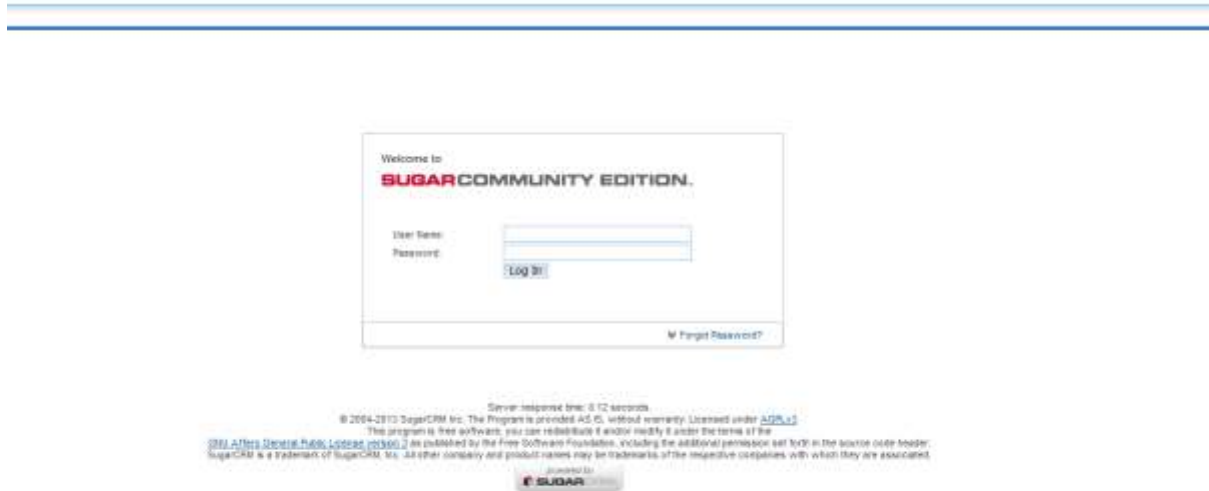 Welcome to
SUGARCOMMUNITY EDITION.
User Name:
Password:
Log In
Forgot Password?
Server response time: 0.12 seconds.
© 2004-2013 SugarCRM Inc. The Program is provided AS IS, without warranty. Licensed under AGPLv3.
This program is free software; you can redistribute it and/or modify it under the terms of the
GNU Affero General Public License version 3 as published by the Free Software Foundation, including the additional permission set forth in the source code header.
SugarCRM is a trademark of SugarCRM, Inc. All other company and product names may be trademarks of the respective companies with which they are associated.
powered by
SUGAR